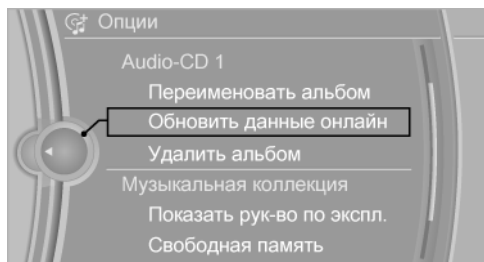 Опции
Audio-CD 1
Переименовать альбом
Обновить данные онлайн
Удалить альбом
Музыкальная коллекция
Показать рук-во по экспл.
Свободная память